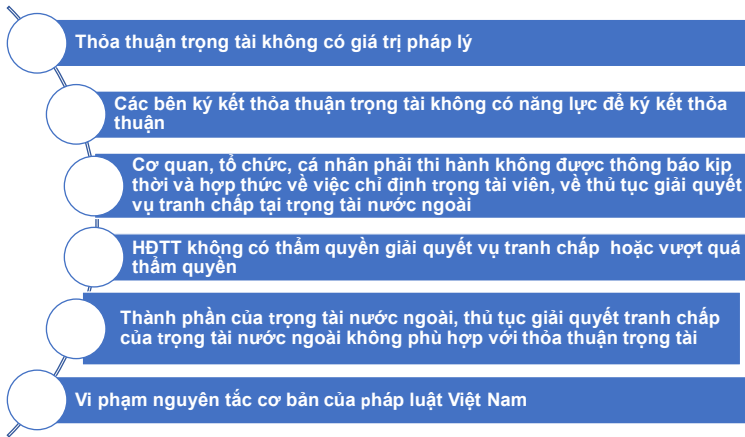 Thỏa thuận trọng tài không có giá trị pháp lý
Các bên ký kết thỏa thuận trọng tài không có năng lực để ký kết thỏa
thuận
Cơ quan, tổ chức, cá nhân phải thi hành không được thông báo kịp
thời và hợp thức về việc chỉ định trọng tài viên, về thủ tục giải quyết
vụ tranh chấp tại trọng tài nước ngoài
HĐTT không có thẩm quyền giải quyết vụ tranh chấp hoặc vượt quá
thẩm quyền
Thành phần của trọng tài nước ngoài, thủ tục giải quyết tranh chấp
của trọng tài nước ngoài không phù hợp với thỏa thuận trọng tài
Vi phạm nguyên tắc cơ bản của pháp luật Việt Nam